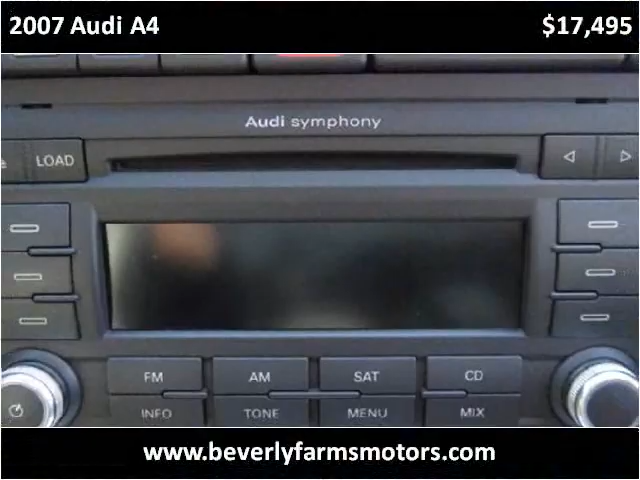 2007 Audi A4 $17,495
Audi symphony
LOAD
FM AM SAT CD
INFO TONE MENU MIX
www.beverlyfarmsmotors.com